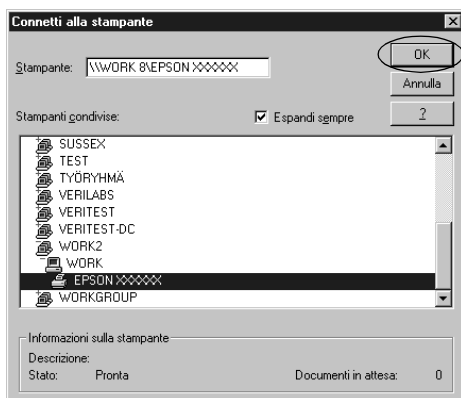 Connetti alla stampante
Stampante: \\WORK 8\EPSON XXXXXX
OK
Annulla
?
Stampanti condivise:
Espandi sempre
SUSSEX
TEST
TYÖRYHMÄ
VERILABS
VERITEST
VERITEST-DC
WORK2
WORK
EPSON XXXXXX
WORKGROUP
Informazioni sulla stampante
Descrizione:
Stato: Pronta Documenti in attesa: 0